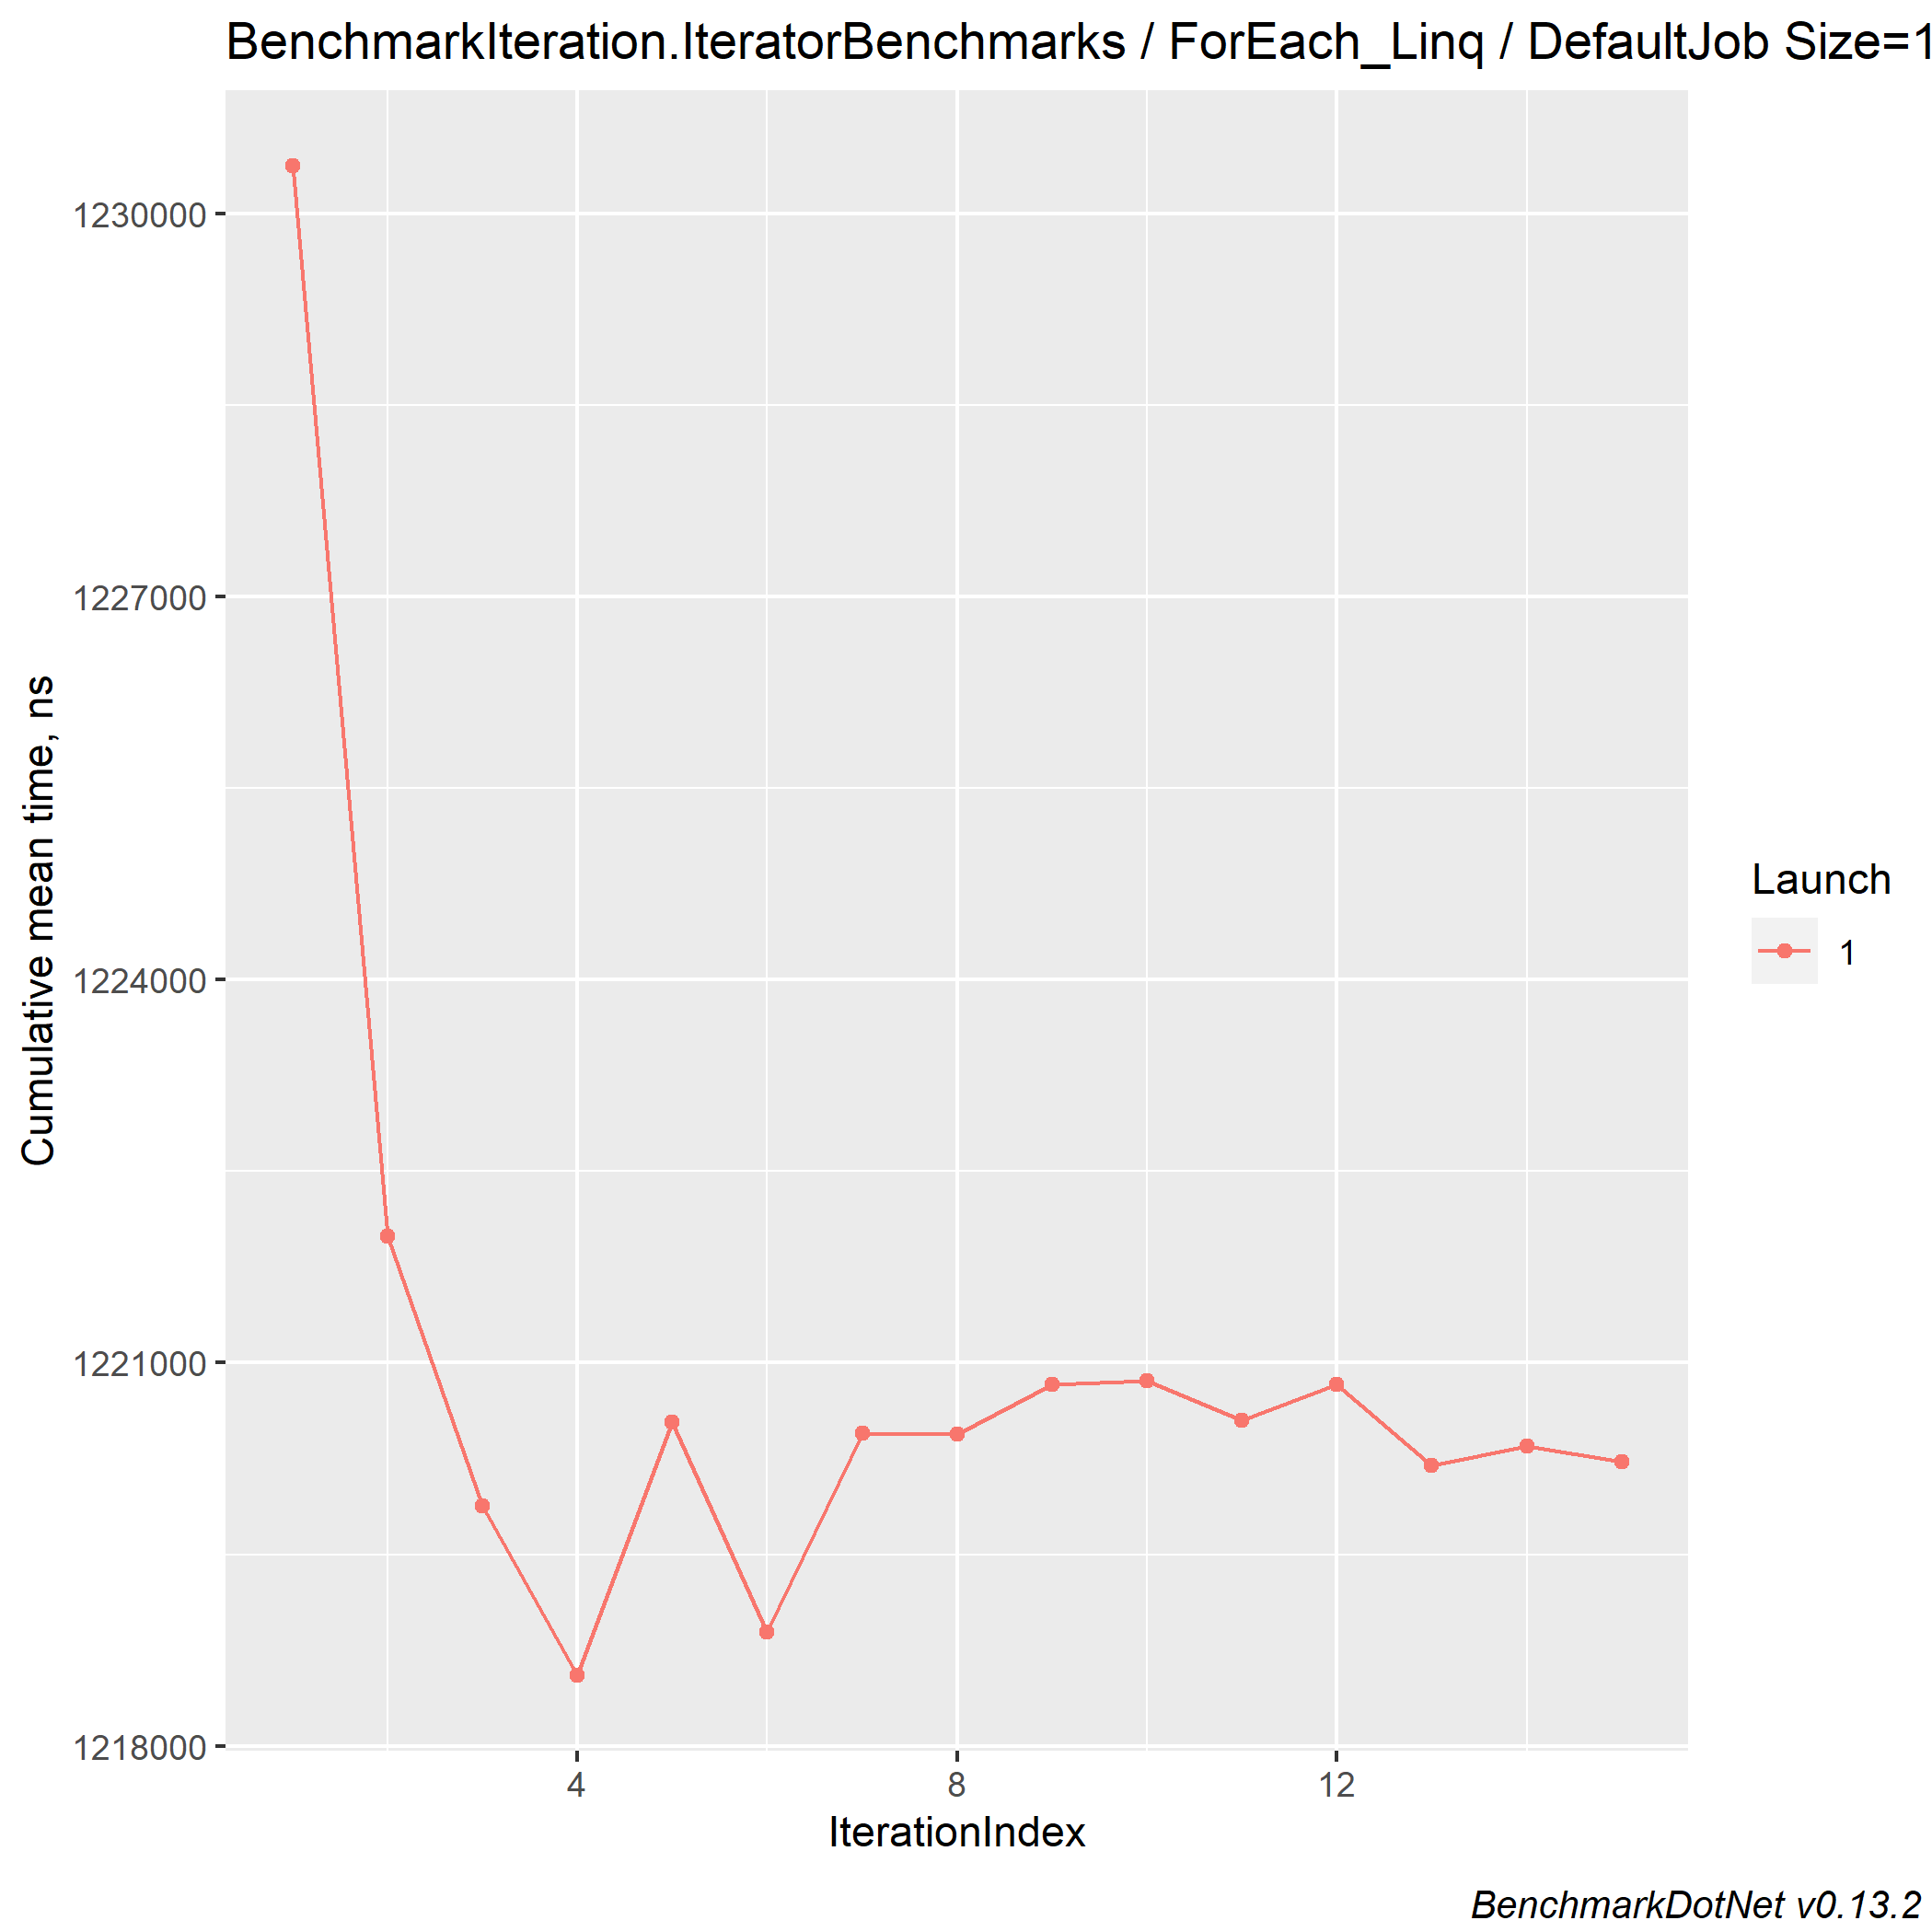 BenchmarkIteration.IteratorBenchmarks / ForEach_Linq / DefaultJob Size=1
Cumulative mean time, ns
1230000
1227000
1224000
1221000
1218000
4 8 12
IterationIndex
Launch
1
BenchmarkDotNet v0.13.2